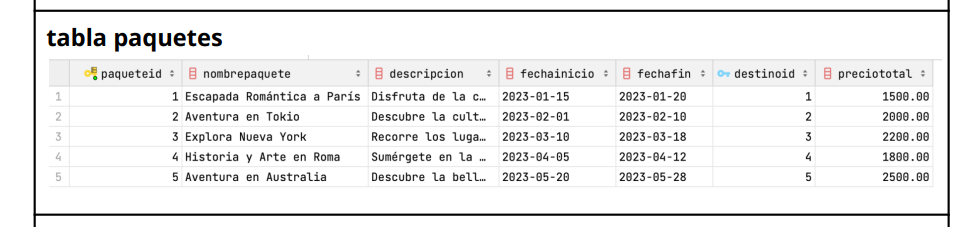 tabla paquetes
paqueteid nombrepaquete descripcion fechainicio fechafin destinoid preciototal
1 1 Escapada Romántica a París Disfruta de la c… 2023-01-15 2023-01-20 1 1500.00
2 2 Aventura en Tokio Descubre la cult… 2023-02-01 2023-02-10 2 2000.00
3 3 Explora Nueva York Recorre los luga… 2023-03-10 2023-03-18 3 2200.00
4 4 Historia y Arte en Roma Sumérgete en la … 2023-04-05 2023-04-12 4 1800.00
5 5 Aventura en Australia Descubre la bell… 2023-05-20 2023-05-28 5 2500.00